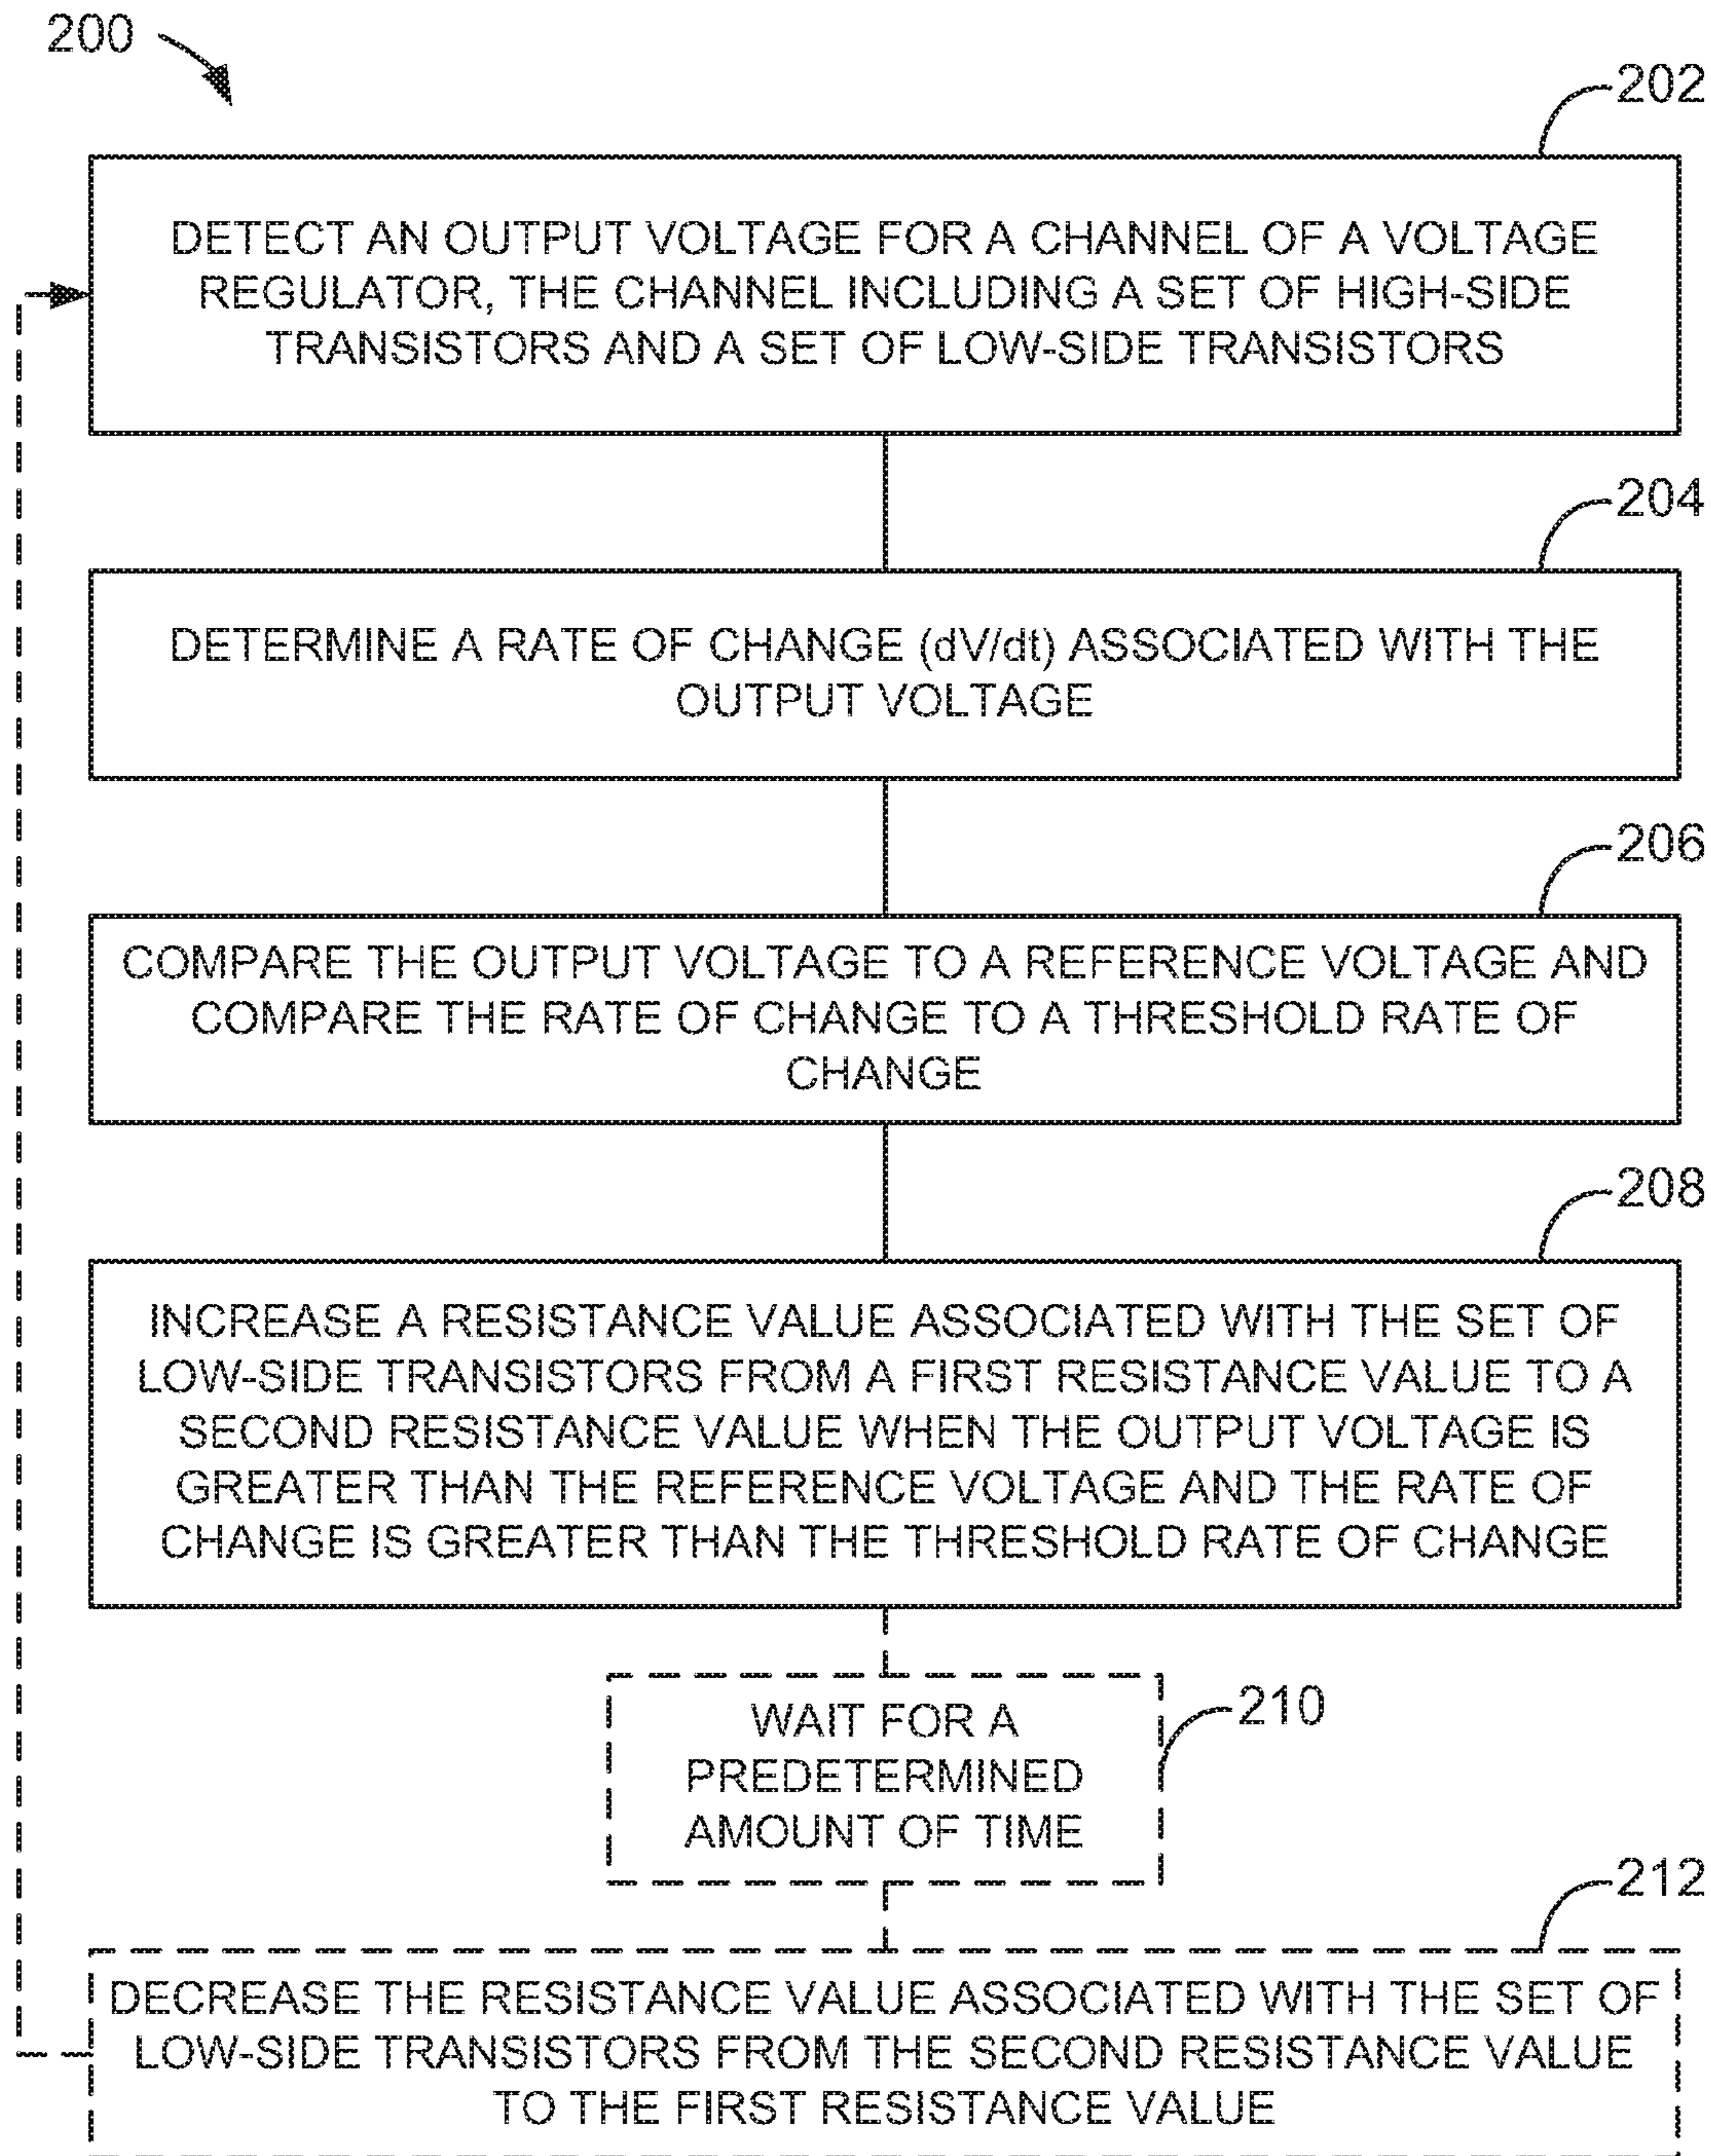 200
202
DETECT AN OUTPUT VOLTAGE FOR A CHANNEL OF A VOLTAGE
REGULATOR, THE CHANNEL INCLUDING A SET OF HIGH-SIDE
TRANSISTORS AND A SET OF LOW-SIDE TRANSISTORS
204
DETERMINE A RATE OF CHANGE (dV/dt) ASSOCIATED WITH THE
OUTPUT VOLTAGE
206
COMPARE THE OUTPUT VOLTAGE TO A REFERENCE VOLTAGE AND
COMPARE THE RATE OF CHANGE TO A THRESHOLD RATE OF
CHANGE
208
INCREASE A RESISTANCE VALUE ASSOCIATED WITH THE SET OF
LOW-SIDE TRANSISTORS FROM A FIRST RESISTANCE VALUE TO A
SECOND RESISTANCE VALUE WHEN THE OUTPUT VOLTAGE IS
GREATER THAN THE REFERENCE VOLTAGE AND THE RATE OF
CHANGE IS GREATER THAN THE THRESHOLD RATE OF CHANGE
WAIT FOR A
PREDETERMINED
AMOUNT OF TIME
210
212
DECREASE THE RESISTANCE VALUE ASSOCIATED WITH THE SET OF
LOW-SIDE TRANSISTORS FROM THE SECOND RESISTANCE VALUE
TO THE FIRST RESISTANCE VALUE